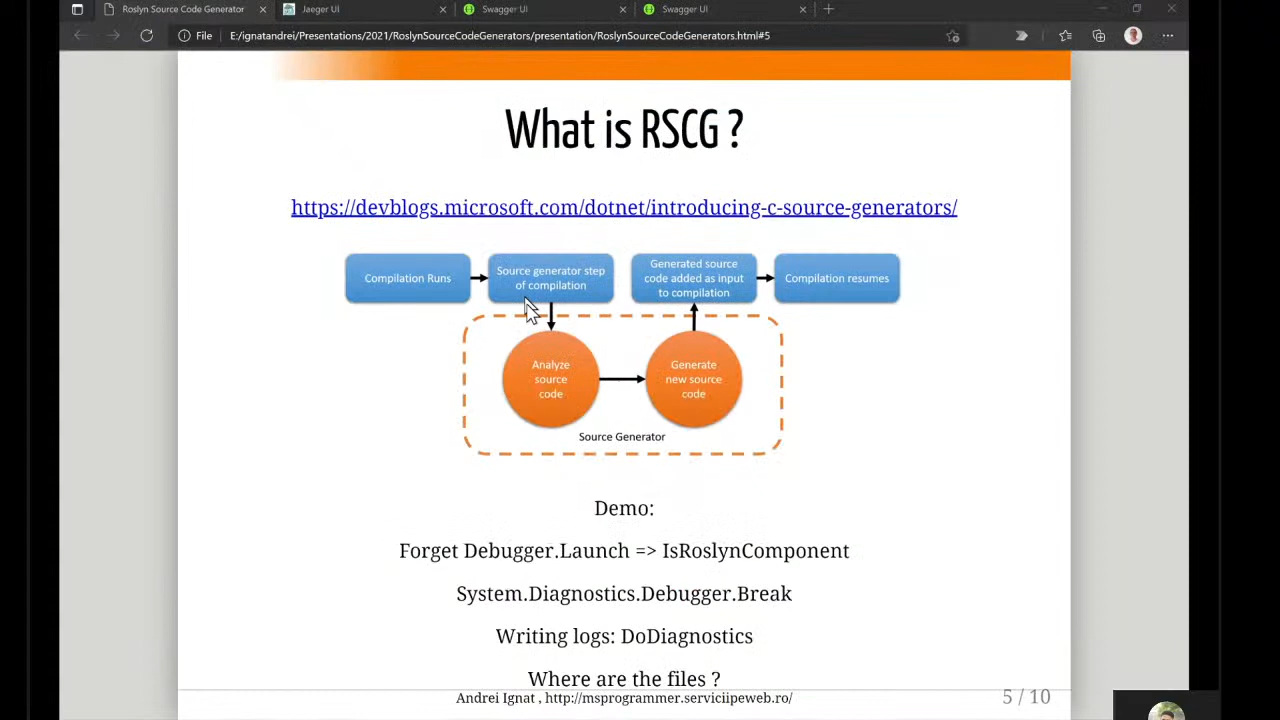 Roslyn Source Code Generator
Jaeger UI
Swagger UI
Swagger UI
File
E:/ignatandrei/Presentations/2021/RoslynSourceCodeGenerators/presentation/RoslynSourceCodeGenerators.html#5
What is RSCG ?
https://devblogs.microsoft.com/dotnet/introducing-c-source-generators/
Compilation Runs
Source generator step
of compilation
Generated source
code added as input
to compilation
Compilation resumes
Analyze
source
code
Generate
new source
code
Source Generator
Demo:
Forget Debugger.Launch => IsRoslynComponent
System.Diagnostics.Debugger.Break
Writing logs: DoDiagnostics
Where are the files ?
Andrei Ignat , http://msprogrammer.serviciipeweb.ro/
5 / 10